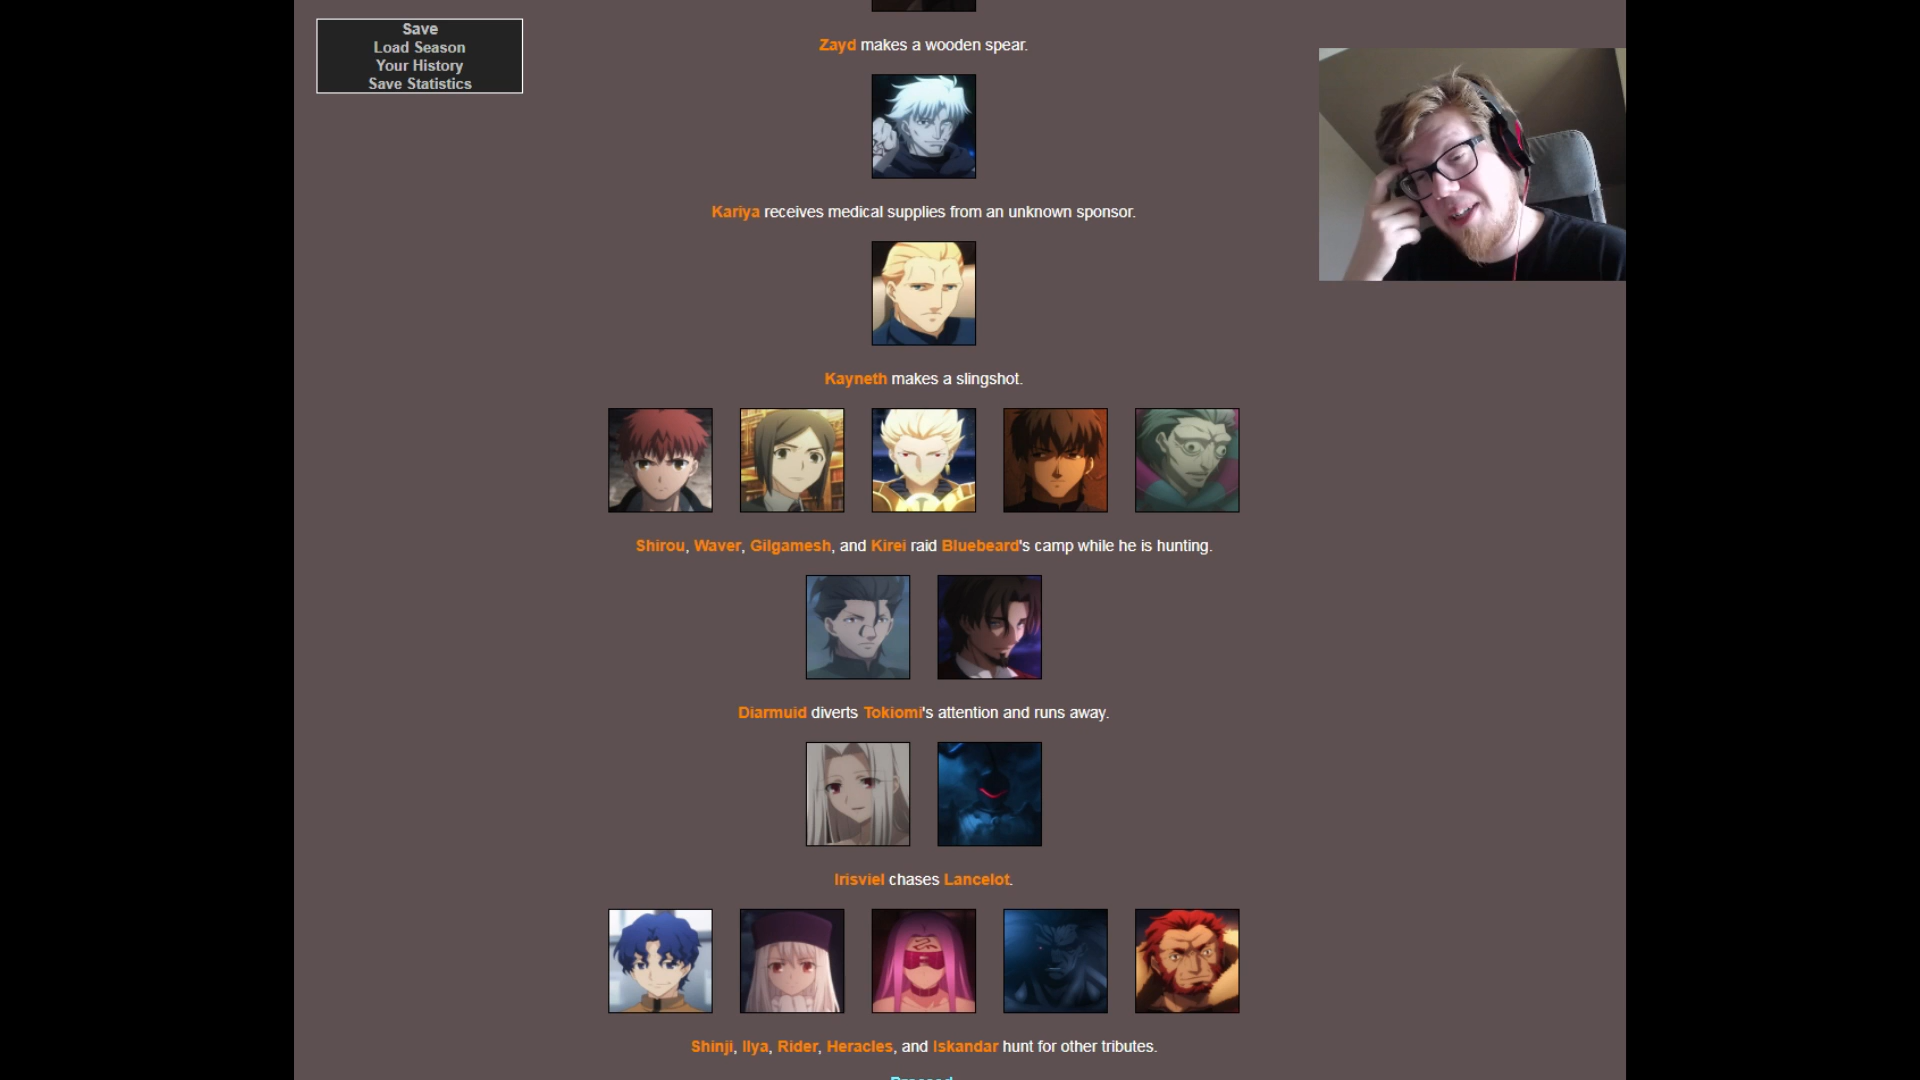 Save
Load Season
Your History
Save Statistics
Zayd makes a wooden spear.
Kariya receives medical supplies from an unknown sponsor.
Kayneth makes a slingshot.
Shirou, Waver, Gilgamesh, and Kirei raid Bluebeard's camp while he is hunting.
Diarmuid diverts Tokiomi's attention and runs away.
Irisviel chases Lancelot.
Shinji, Ilya, Rider, Heracles, and Iskandar hunt for other tributes.
Proceed